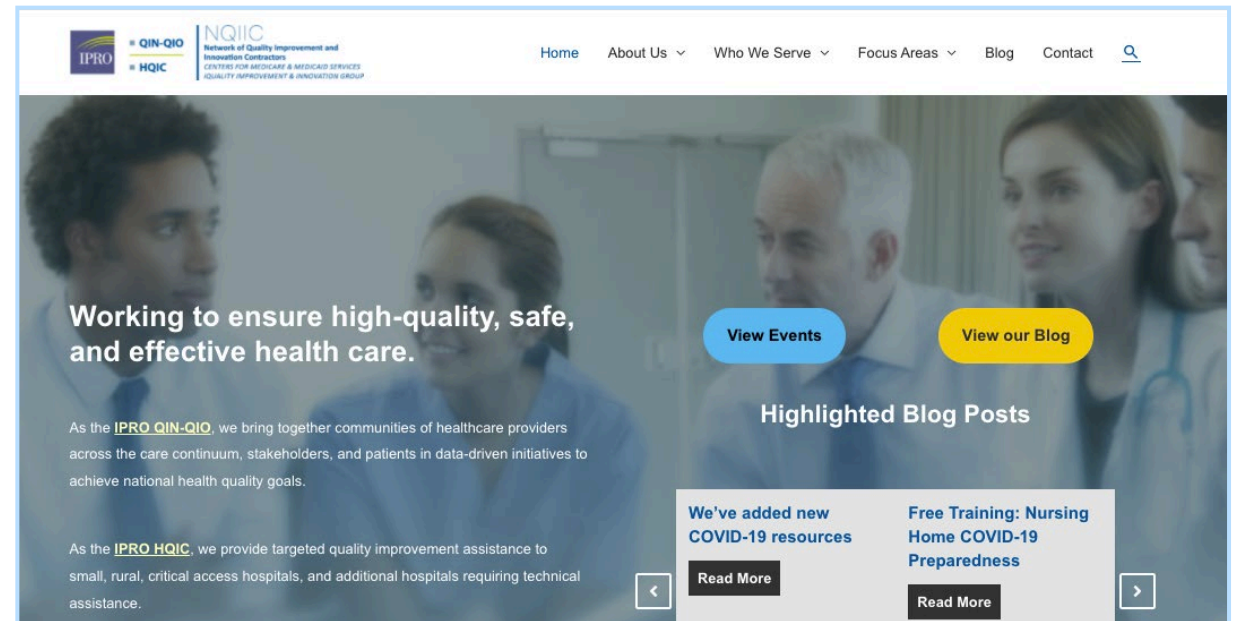 IPRO
QIN-QIO
HQIC
NQIIC
Network of Quality Improvement and
Innovation Contractors
CENTERS FOR MEDICARE & MEDICAID SERVICES
iQUALITY IMPROVEMENT & INNOVATION GROUP
Home About Us Who We Serve Focus Areas Blog Contact
Working to ensure high-quality, safe,
and effective health care.
As the IPRO QIN-QIO, we bring together communities of healthcare providers
across the care continuum, stakeholders, and patients in data-driven initiatives to
achieve national health quality goals.
As the IPRO HQIC, we provide targeted quality improvement assistance to
small, rural, critical access hospitals, and additional hospitals requiring technical
assistance.
View Events
View our Blog
Highlighted Blog Posts
We've added new
COVID-19 resources
Read More
Free Training: Nursing
Home COVID-19
Preparedness
Read More